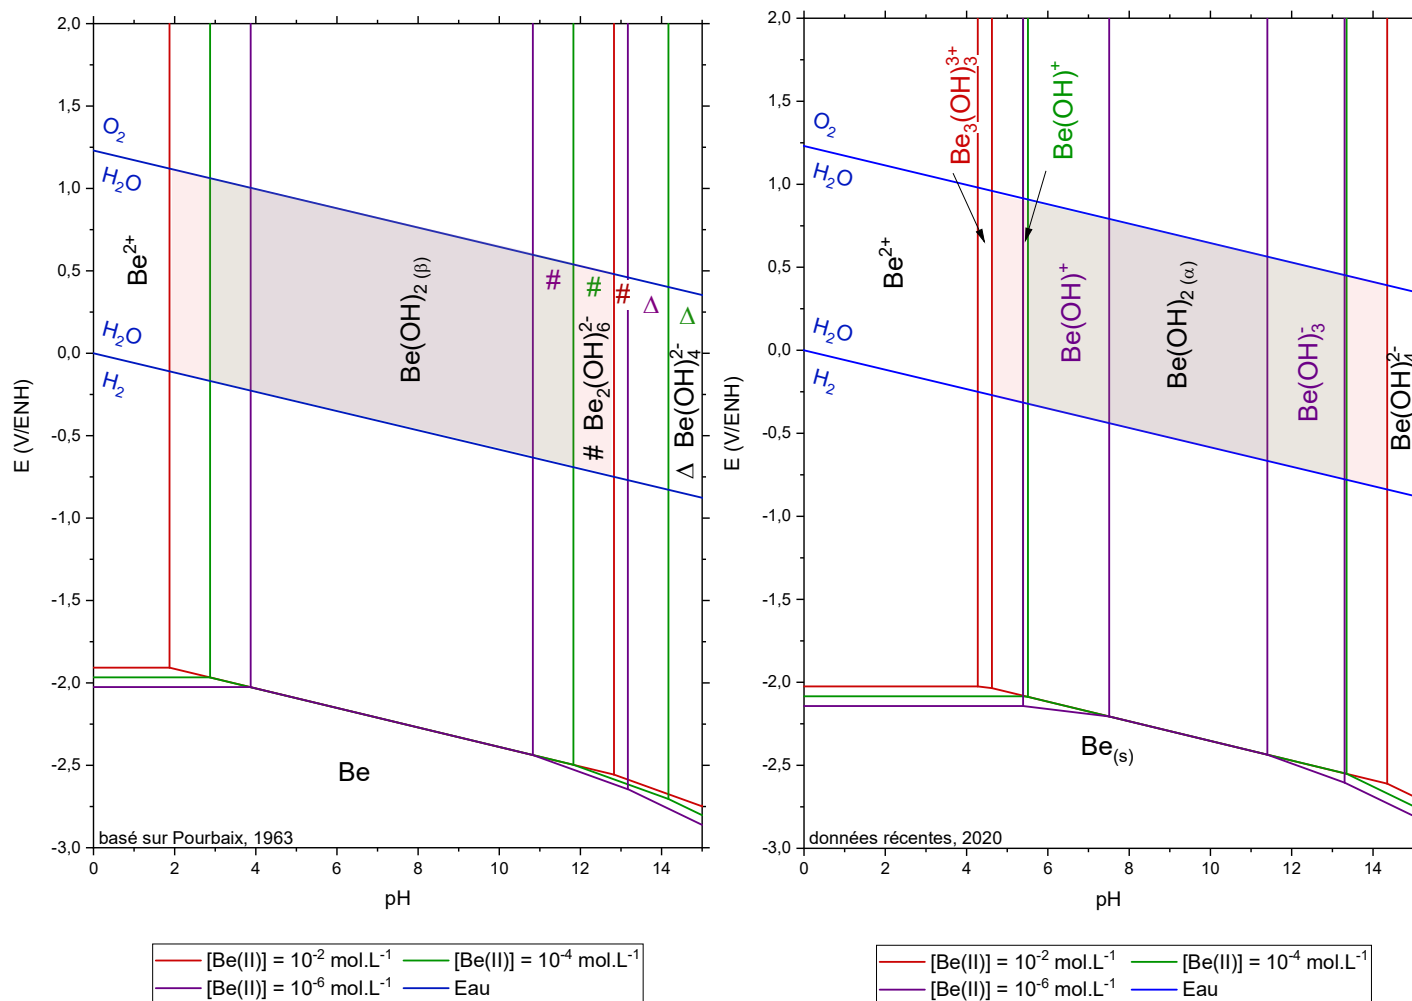 2,0
1,5
1,0
0,5
0,0
-0,5
-1,0
-1,5
-2,0
-2,5
-3,0
E (V/ENH)
O2
H2O
H2O
H2
Be2+
Be(OH)2 (β)
# # # Δ Δ
# Be2(OH)6 2-
Δ Be(OH)4 2-
Be
basé sur Pourbaix, 1963
0 2 4 6 8 10 12 14
pH
[Be(II)] = 10-2 mol.L-1 [Be(II)] = 10-4 mol.L-1
[Be(II)] = 10-6 mol.L-1 Eau
2,0
1,5
1,0
0,5
0,0
-0,5
-1,0
-1,5
-2,0
-2,5
-3,0
E (V/ENH)
O2
H2O
H2O
H2
Be2+
Be3(OH)3 3+
Be(OH)+
Be(OH)+
Be(OH)2 (α)
Be(OH)3 -
Be(OH)4 2-
Be(s)
données récentes, 2020
0 2 4 6 8 10 12 14
pH
[Be(II)] = 10-2 mol.L-1 [Be(II)] = 10-4 mol.L-1
[Be(II)] = 10-6 mol.L-1 Eau